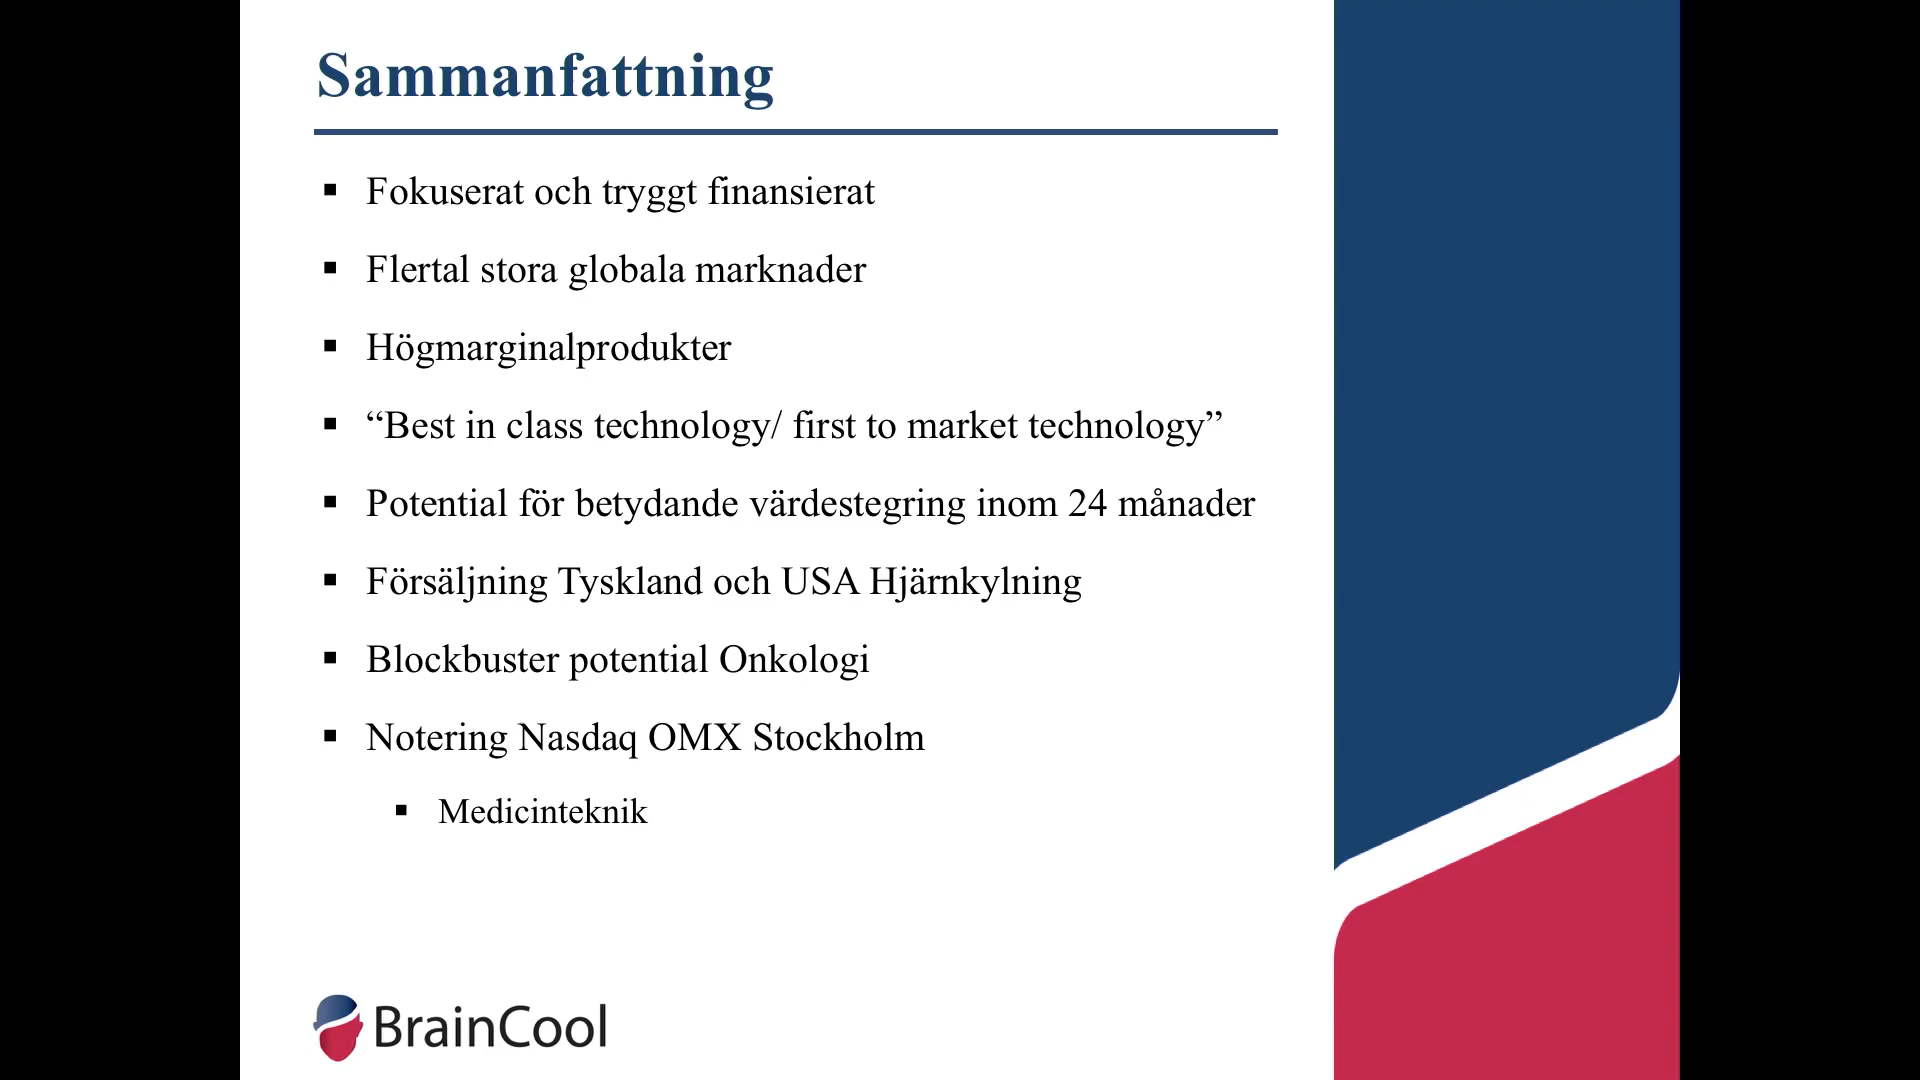 Sammanfattning
Fokuserat och tryggt finansierat
Flertal stora globala marknader
Högmarginalprodukter
“Best in class technology/ first to market technology”
Potential för betydande värdestegring inom 24 månader
Försäljning Tyskland och USA Hjärnkylning
Blockbuster potential Onkologi
Notering Nasdaq OMX Stockholm
Medicinteknik
BrainCool